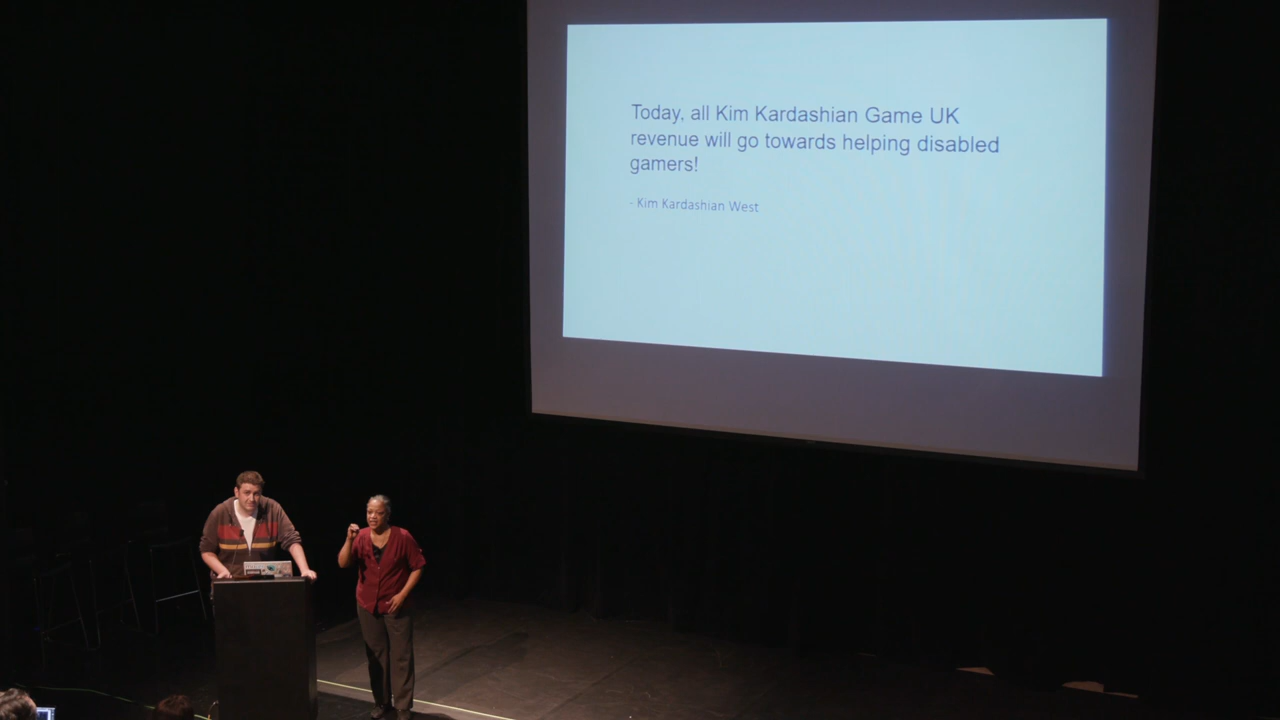 Today, all Kim Kardashian Game UK
revenue will go towards helping disabled
gamers!
- Kim Kardashian West